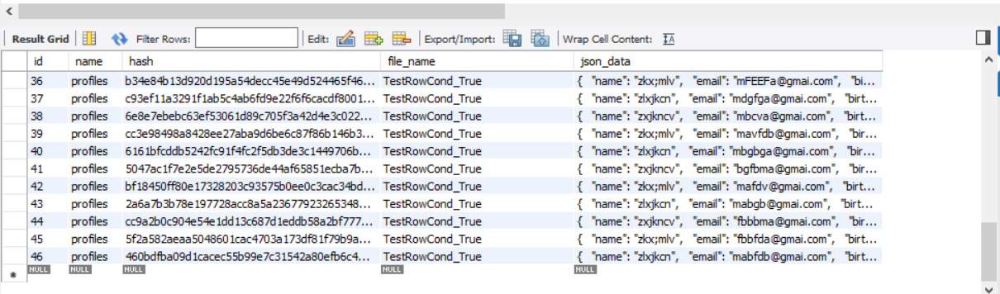 Result Grid Filter Rows: Edit: Export/Import: Wrap Cell Content: IA
id name hash file_name json_data
36 profiles b34e84b13d920d195a54decc45e49d524465f46... TestRowCond_True { "name": "zkx;mlv", "email": "mFEEFa@gmai.com", "bi...
37 profiles c93ef11a3291f1ab5c4ab6fd9e22f6f6cacdf8001... TestRowCond_True { "name": "zlxjkcn", "email": "mdgfga@gmai.com", "birt...
38 profiles 6e8e7ebebc63ef53061d89c705f3a42d4e3c022... TestRowCond_True { "name": "zxjkncv", "email": "mbcva@gmai.com", "birt...
39 profiles cc3e98498a8428ee27aba9d6be6c87f86b146b3... TestRowCond_True { "name": "zkx;mlv", "email": "mavfdb@gmai.com", "bir...
40 profiles 6161bfcddb5242fc91f4fc2f5db3de3c1449706b... TestRowCond_True { "name": "zlxjkcn", "email": "mbgbga@gmai.com", "bir...
41 profiles 5047ac1f7e2e5de2795736de44af65851ecba7b... TestRowCond_True { "name": "zxjkncv", "email": "bgfbma@gmai.com", "bir...
42 profiles bf18450ff80e17328203c93575b0ee0c3cac34bd... TestRowCond_True { "name": "zkx;mlv", "email": "mafdv@gmai.com", "birt...
43 profiles 2a6a7b3b78e197728acc8a5a23677923265348... TestRowCond_True { "name": "zlxjkcn", "email": "mabgb@gmai.com", "birt...
44 profiles cc9a2b0c904e54e1dd13c687d1eddb58a2bf777... TestRowCond_True { "name": "zxjkncv", "email": "fbbbma@gmai.com", "bir...
45 profiles 5f2a582aeaa5048601cac4703a173df81f79b9a... TestRowCond_True { "name": "zkx;mlv", "email": "fbbfda@gmai.com", "birt...
46 profiles 460bdfba09d1cacec55b99e7c31542a80efb6c4... TestRowCond_True { "name": "zlxjkcn", "email": "mabfdb@gmai.com", "birt...
NULL NULL NULL NULL NULL